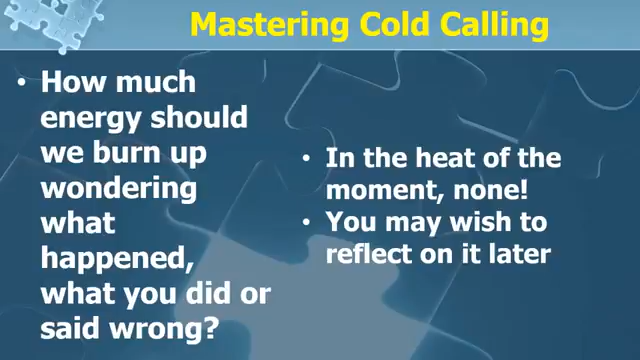 Mastering Cold Calling
• How much
energy should
we burn up
wondering
what
happened,
what you did or
said wrong?
• In the heat of the
moment, none!
• You may wish to
reflect on it later